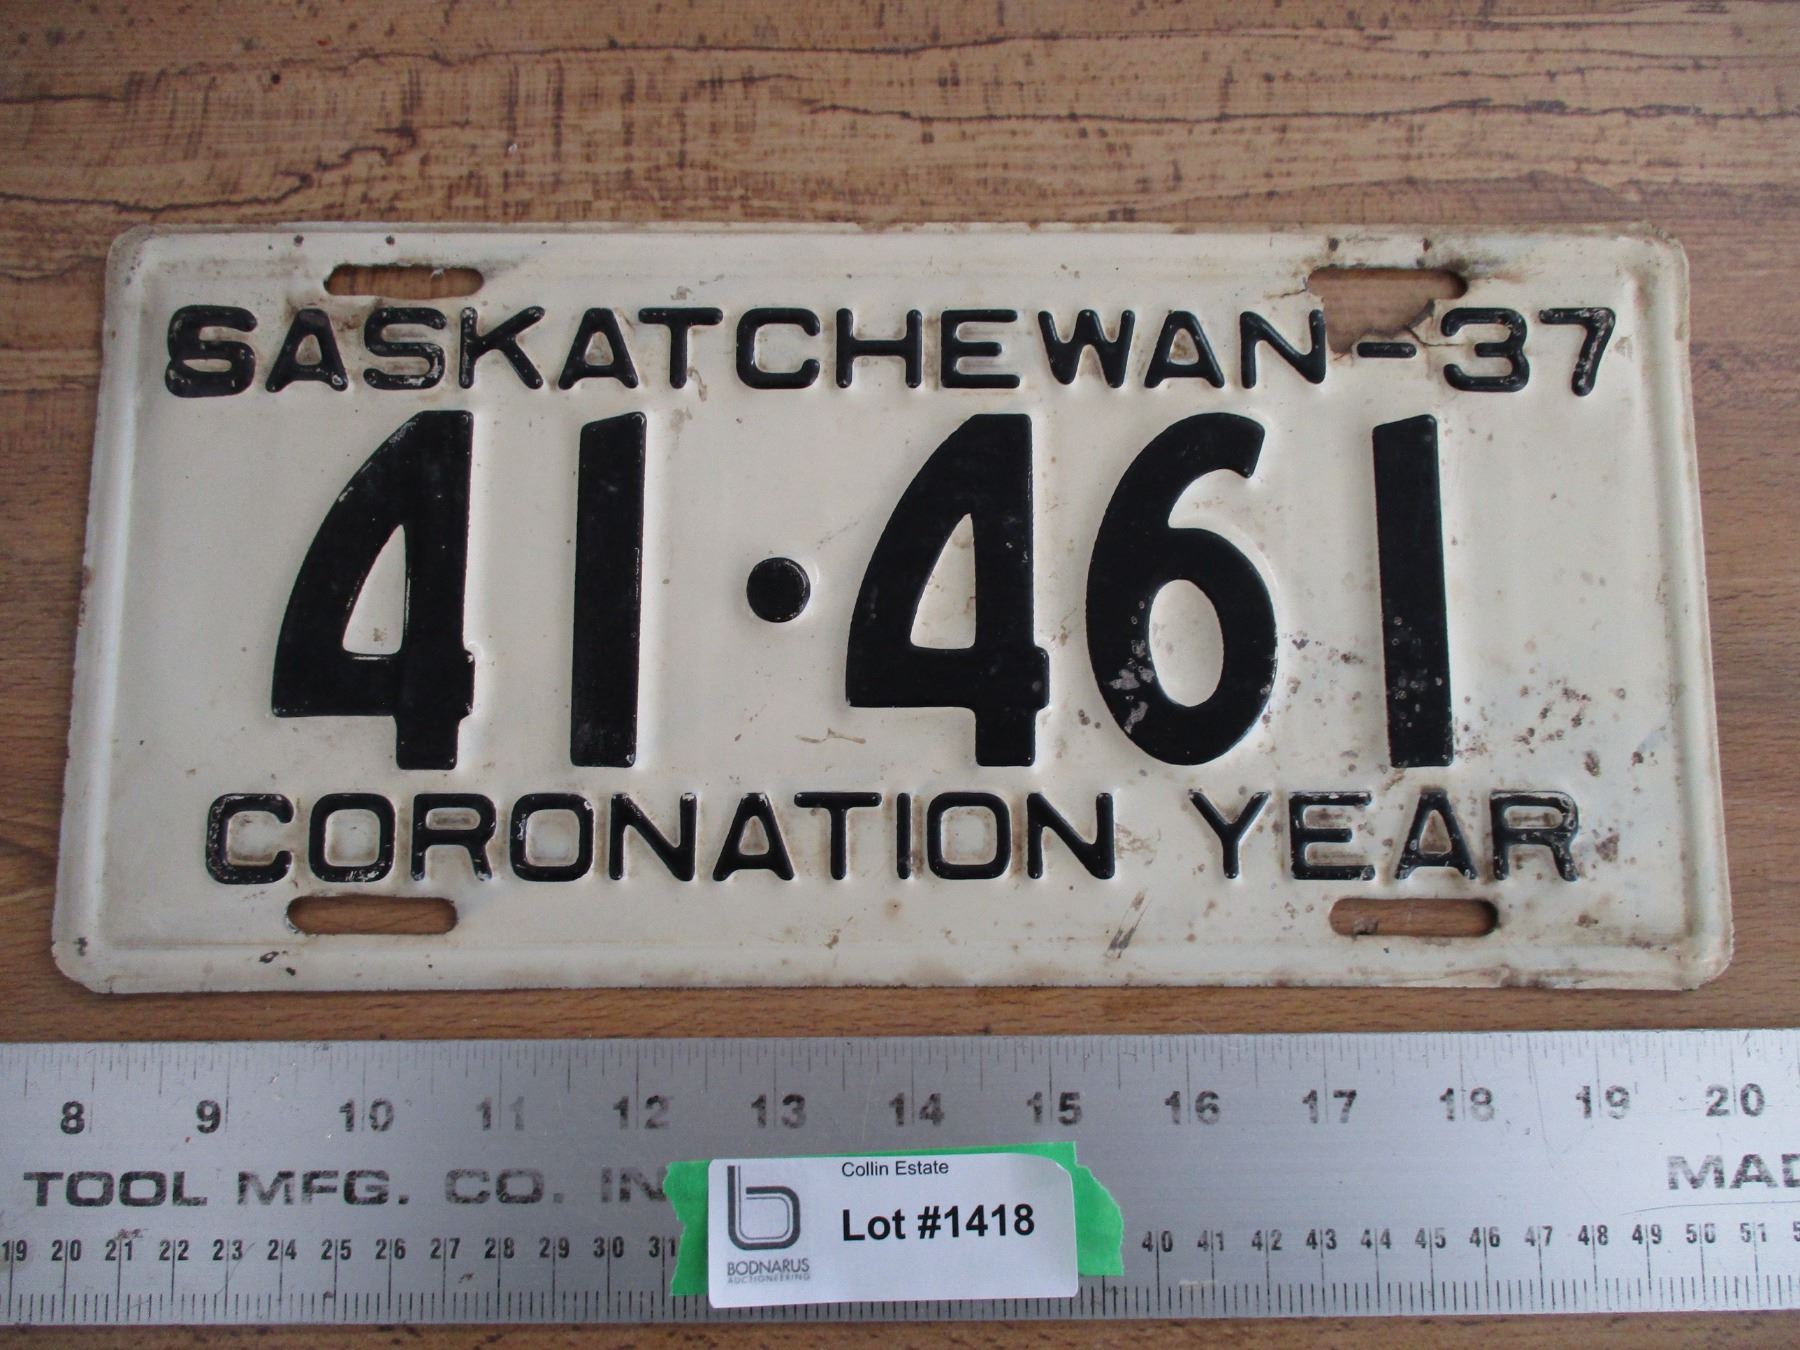 SASKATCHEWAN-37
41·461
CORONATION YEAR
8 9 10 11 12 13 14 15 16 17 18 19 20
TOOL MFG. CO. IN
MAD
19 20 21 22 23 24 25 26 27 28 29 30 31
40 41 42 43 44 45 46 47 48 49 50 51 5
Collin Estate
Lot #1418
b
BODNARUS
AUCTIONEERING